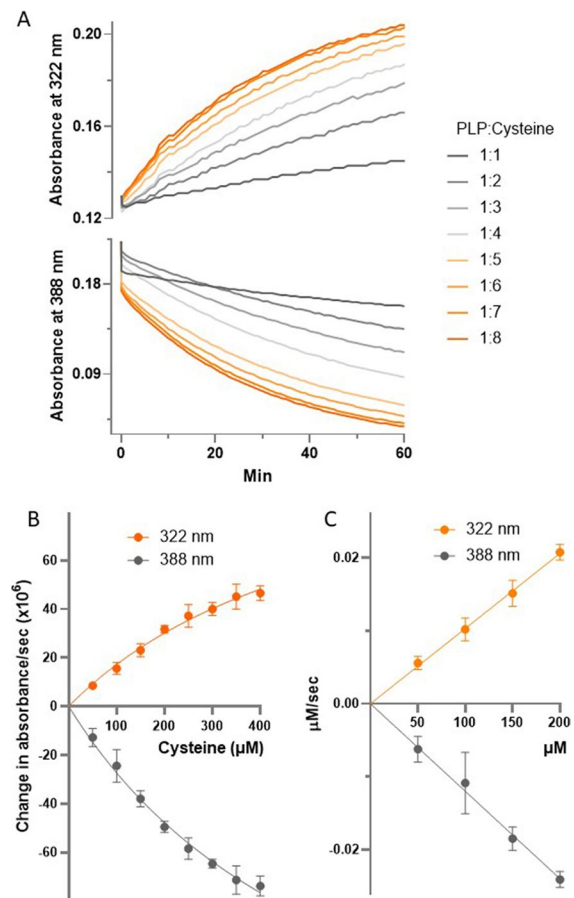 A
Absorbance at 322 nm
0.20
0.16
0.12
Absorbance at 388 nm
0.18
0.09
0
20
40
60
Min
PLP:Cysteine
1:1
1:2
1:3
1:4
1:5
1:6
1:7
1:8
B
322 nm
388 nm
Change in absorbance/sec (x10⁶)
60
40
20
0
-20
-40
-60
100
200
300
400
Cysteine (µM)
C
322 nm
388 nm
µM/sec
0.02
0.00
-0.02
50
100
150
200
µM